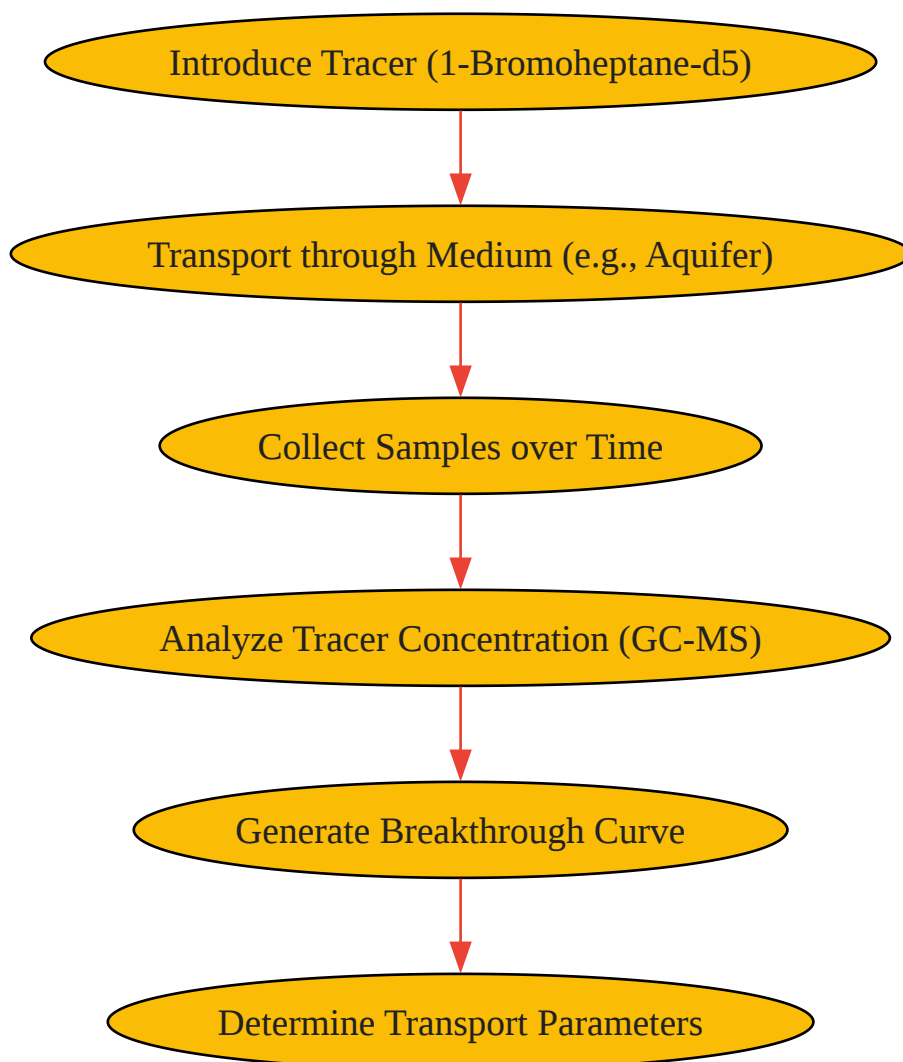 Introduce Tracer (1-Bromoheptane-d5)
Transport through Medium (e.g., Aquifer)
Collect Samples over Time
Analyze Tracer Concentration (GC-MS)
Generate Breakthrough Curve
Determine Transport Parameters